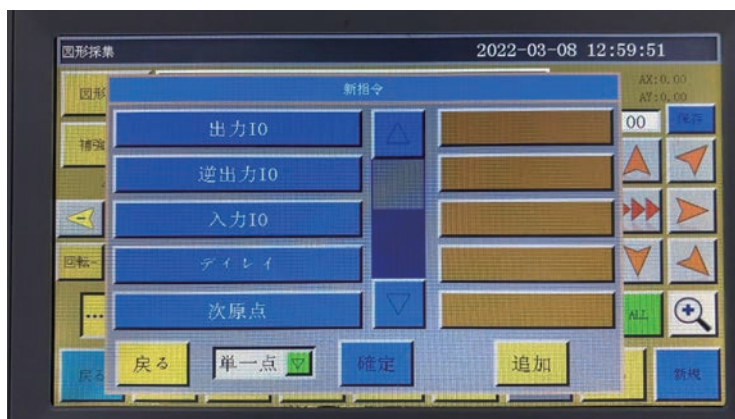 図形採集 2022-03-08 12:59:51
図形
AX:0.00
AY:0.00
新指令
00 保存
出力IO
補強
逆出力IO
入力IO
ディレイ
回転-
次原点
ALL
戻る 単一点 確定 追加
戻る
新規